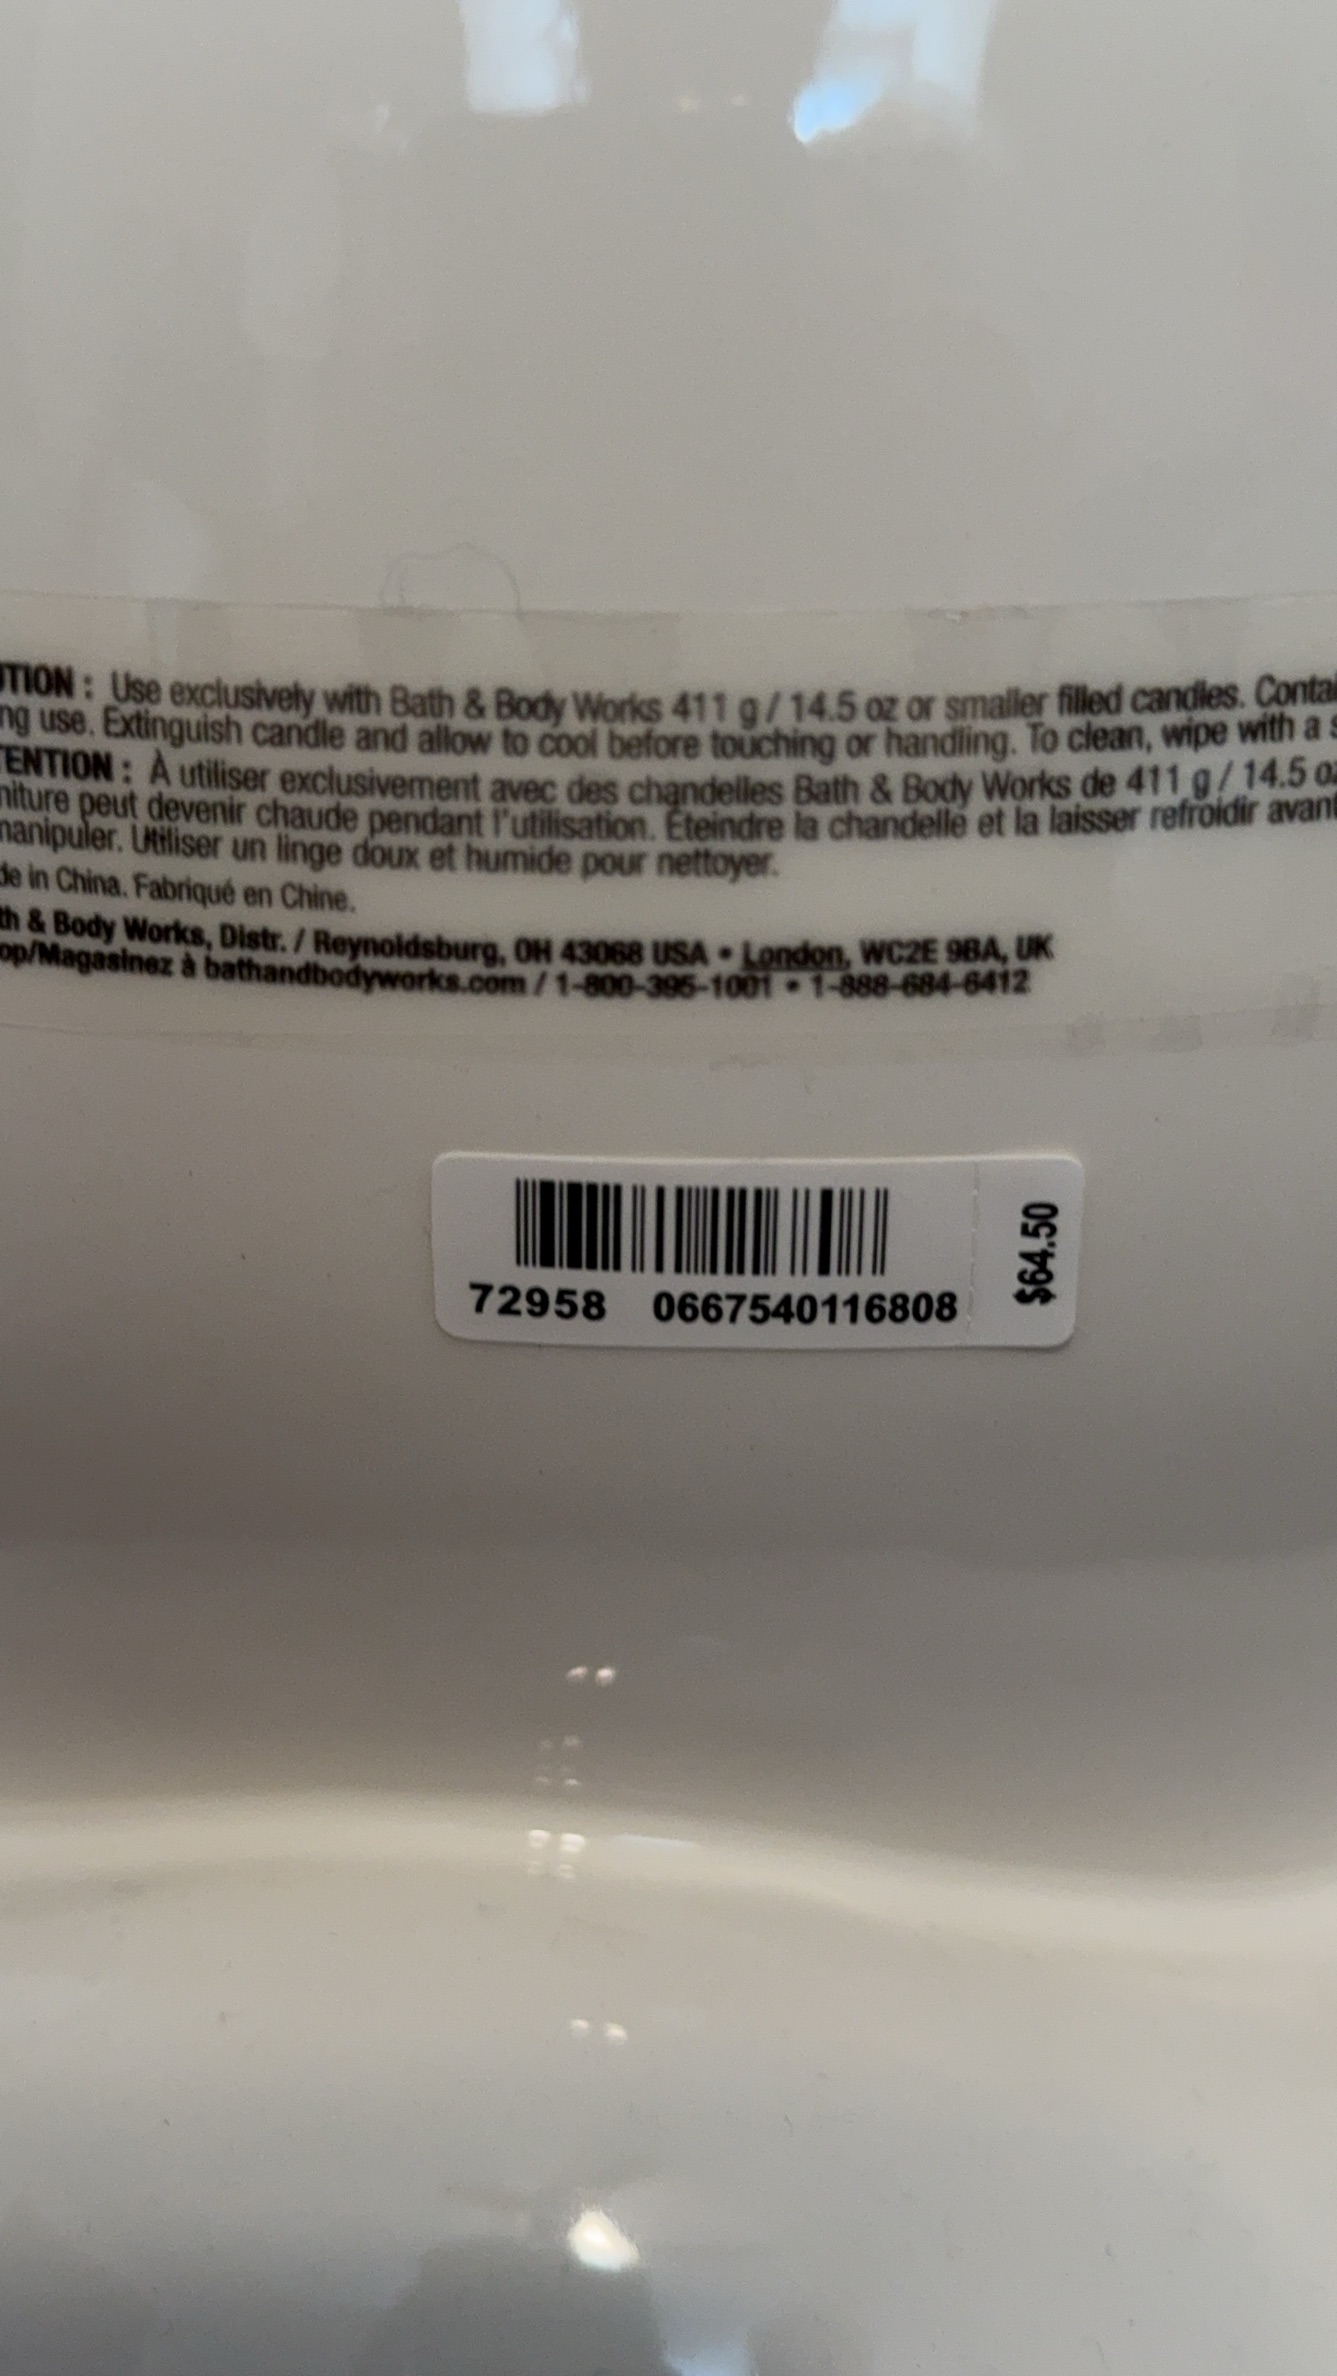 TION : Use exclusively with Bath & Body Works 411 g / 14.5 oz or smaller filled candles. Contai
ng use. Extinguish candle and allow to cool before touching or handling. To clean, wipe with a s
TENTION : À utiliser exclusivement avec des chandelles Bath & Body Works de 411 g / 14.5 oz
niture peut devenir chaude pendant l'utilisation. Éteindre la chandelle et la laisser refroidir avant
manipuler. Utiliser un linge doux et humide pour nettoyer.
de in China. Fabriqué en Chine.
th & Body Works, Distr. / Reynoldsburg, OH 43068 USA • London, WC2E 9BA, UK
op/Magasinez à bathandbodyworks.com / 1-800-395-1001 • 1-888-684-6412
72958 0667540116808
$64.50